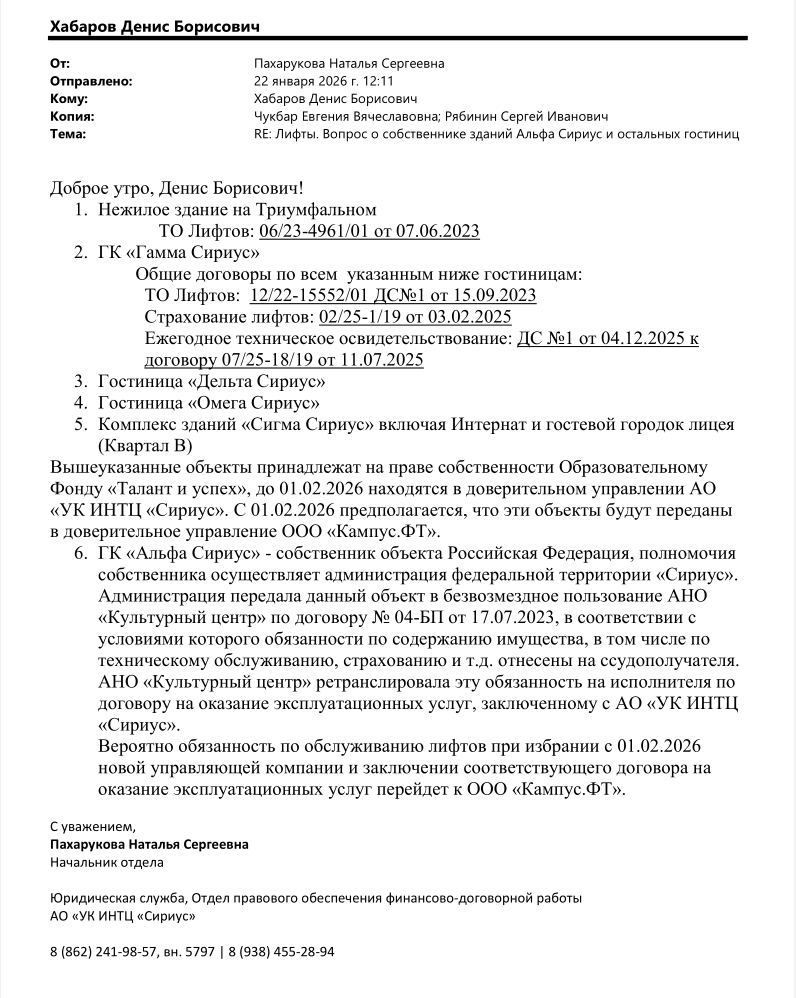 Хабаров Денис Борисович
От: Пахарукова Наталья Сергеевна
Отправлено: 22 января 2026 г. 12:11
Кому: Хабаров Денис Борисович
Копия: Чукбар Евгения Вячеславовна; Рябинин Сергей Иванович
Тема: RE: Лифты. Вопрос о собственнике зданий Альфа Сириус и остальных гостиниц
Доброе утро, Денис Борисович!
1. Нежилое здание на Триумфальном
ТО Лифтов: 06/23-4961/01 от 07.06.2023
2. ГК «Гамма Сириус»
Общие договоры по всем указанным ниже гостиницам:
ТО Лифтов: 12/22-15552/01 ДС№1 от 15.09.2023
Страхование лифтов: 02/25-1/19 от 03.02.2025
Ежегодное техническое освидетельствование: ДС №1 от 04.12.2025 к
договору 07/25-18/19 от 11.07.2025
3. Гостиница «Дельта Сириус»
4. Гостиница «Омега Сириус»
5. Комплекс зданий «Сигма Сириус» включая Интернат и гостевой городок лицея
(Квартал В)
Вышеуказанные объекты принадлежат на праве собственности Образовательному
Фонду «Талант и успех», до 01.02.2026 находятся в доверительном управлении АО
«УК ИНТЦ «Сириус». С 01.02.2026 предполагается, что эти объекты будут переданы
в доверительное управление ООО «Кампус.ФТ».
6. ГК «Альфа Сириус» - собственник объекта Российская Федерация, полномочия
собственника осуществляет администрация федеральной территории «Сириус».
Администрация передала данный объект в безвозмездное пользование АНО
«Культурный центр» по договору № 04-БП от 17.07.2023, в соответствии с
условиями которого обязанности по содержанию имущества, в том числе по
техническому обслуживанию, страхованию и т.д. отнесены на ссудополучателя.
АНО «Культурный центр» ретранслировала эту обязанность на исполнителя по
договору на оказание эксплуатационных услуг, заключенному с АО «УК ИНТЦ
«Сириус».
Вероятно обязанность по обслуживанию лифтов при избрании с 01.02.2026
новой управляющей компании и заключении соответствующего договора на
оказание эксплуатационных услуг перейдет к ООО «Кампус.ФТ».
С уважением,
Пахарукова Наталья Сергеевна
Начальник отдела
Юридическая служба, Отдел правового обеспечения финансово-договорной работы
АО «УК ИНТЦ «Сириус»
8 (862) 241-98-57, вн. 5797 | 8 (938) 455-28-94